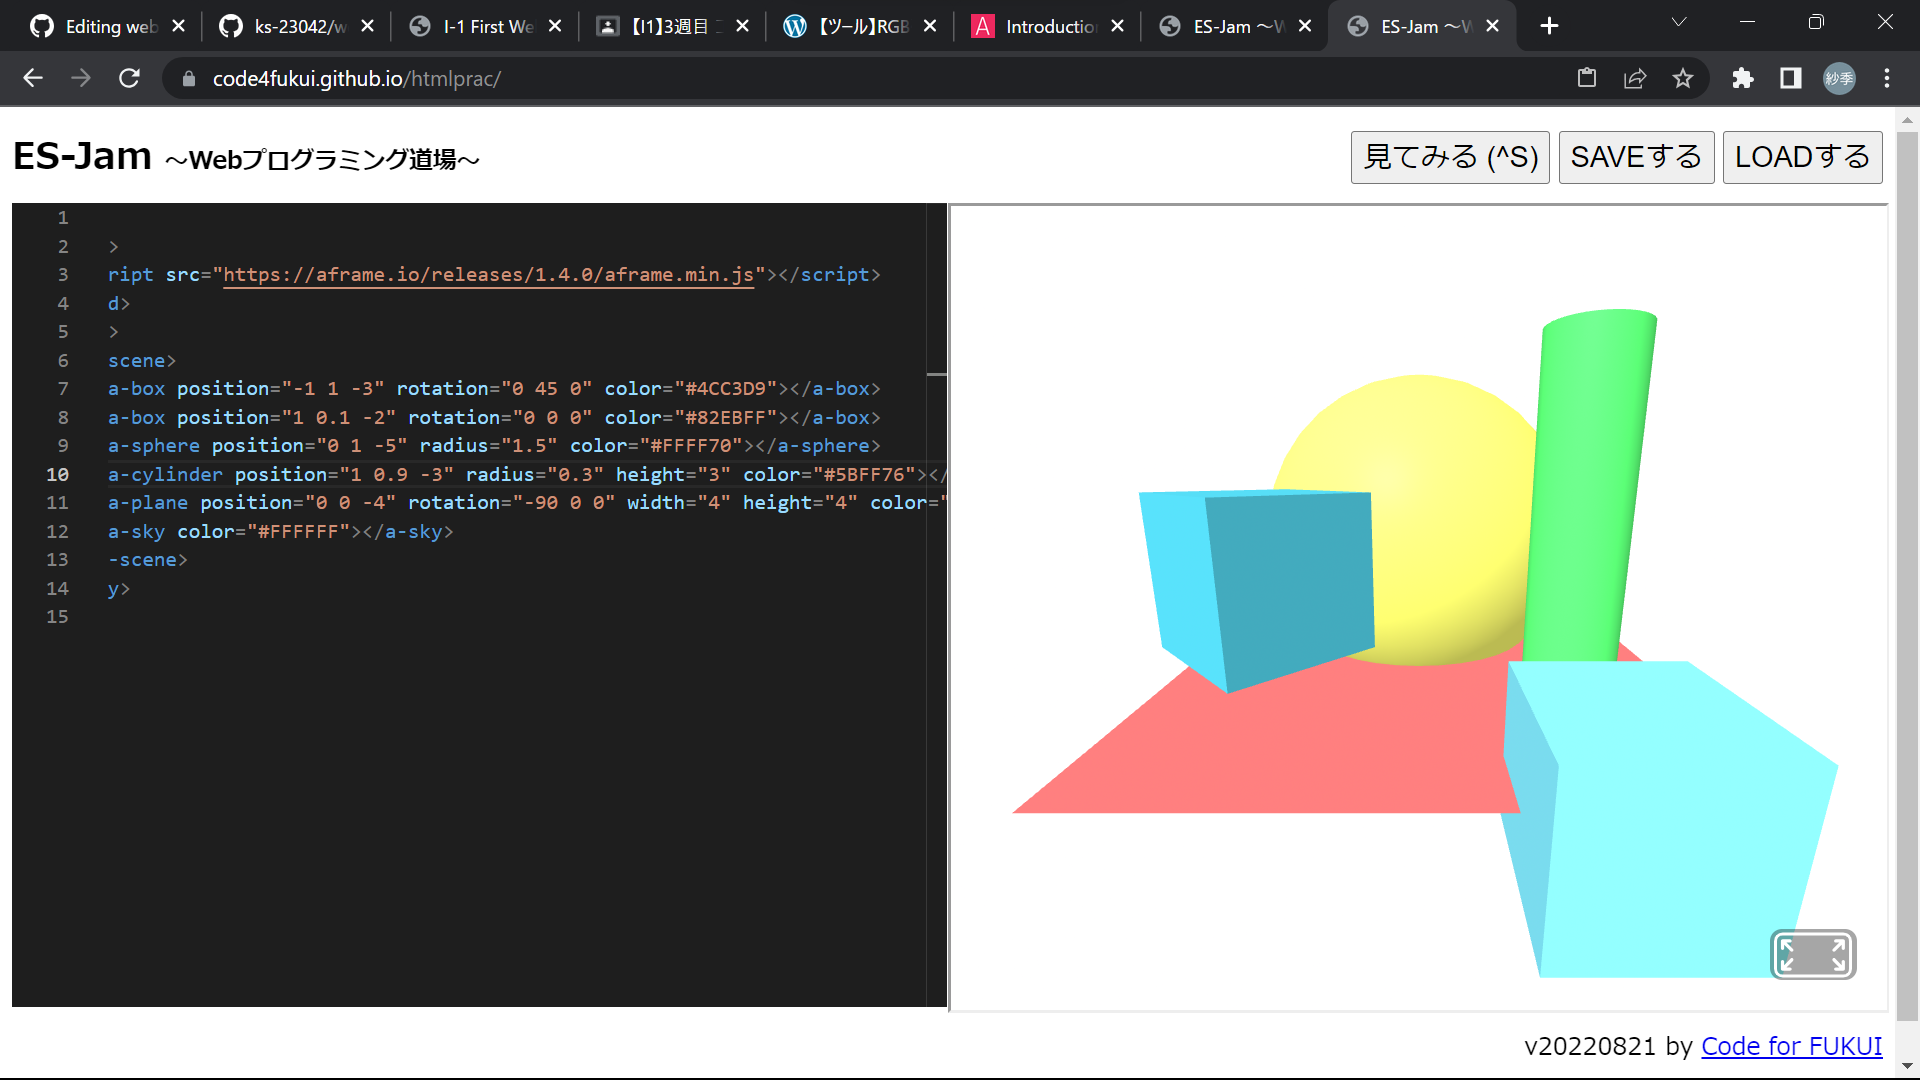 Editing web
ks-23042/w
I-1 First We
【I1】3週目
【ツール】RGB
Introductio
ES-Jam ～W
ES-Jam ～W
code4fukui.github.io/htmlprac/
紗季
ES-Jam ～Webプログラミング道場～
見てみる (^S)
SAVEする
LOADする
1
2 >
3 ript src="https://aframe.io/releases/1.4.0/aframe.min.js"></script>
4 d>
5 >
6 scene>
7 a-box position="-1 1 -3" rotation="0 45 0" color="#4CC3D9"></a-box>
8 a-box position="1 0.1 -2" rotation="0 0 0" color="#82EBFF"></a-box>
9 a-sphere position="0 1 -5" radius="1.5" color="#FFFF70"></a-sphere>
10 a-cylinder position="1 0.9 -3" radius="0.3" height="3" color="#5BFF76"></
11 a-plane position="0 0 -4" rotation="-90 0 0" width="4" height="4" color="
12 a-sky color="#FFFFFF"></a-sky>
13 -scene>
14 y>
15
v20220821 by Code for FUKUI